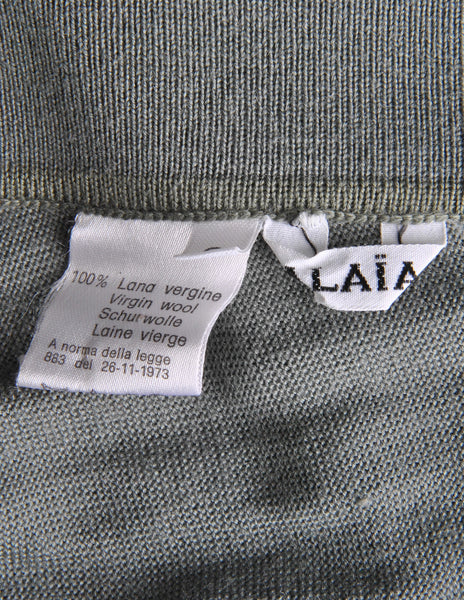 100% Lana vergine
Virgin wool
Schurwolle
Laine vierge
A norma della legge
883 del 26-11-1973
LAÏA